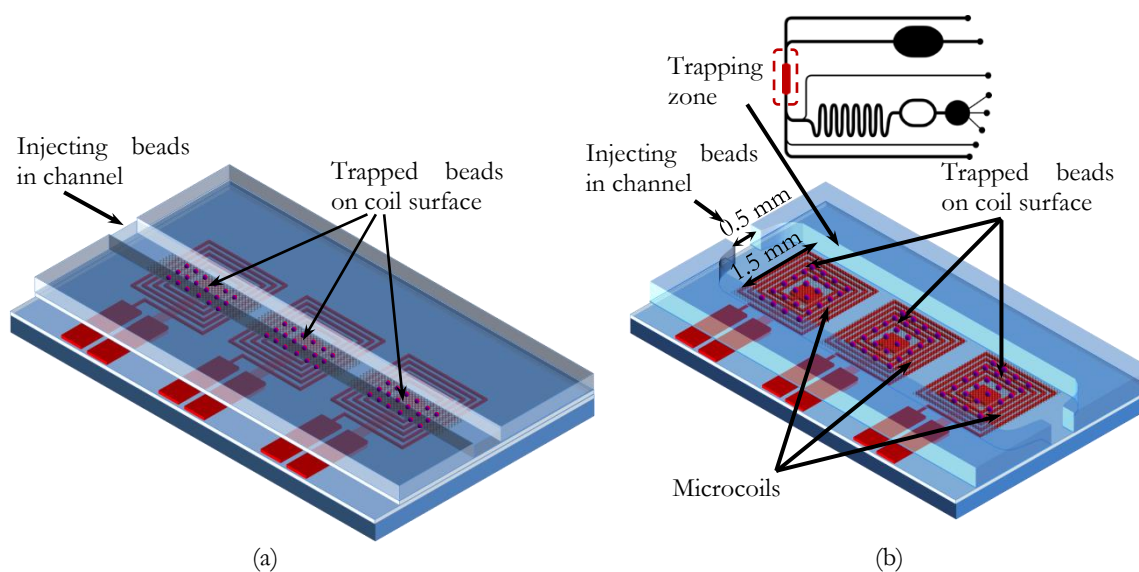 Injecting beads
in channel
Trapped beads
on coil surface
(a)
Trapping
zone
Injecting beads
in channel
0.5 mm
1.5 mm
Trapped beads
on coil surface
Microcoils
(b)